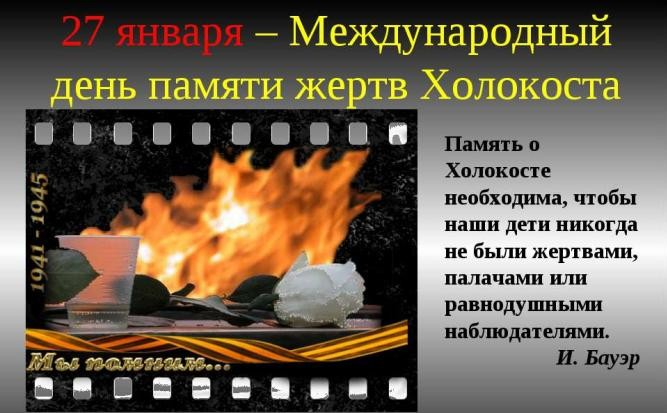 27 января – Международный
день памяти жертв Холокоста
1941 - 1945
Мы помним...
Память о
Холокосте
необходима, чтобы
наши дети никогда
не были жертвами,
палачами или
равнодушными
наблюдателями.
И. Бауэр